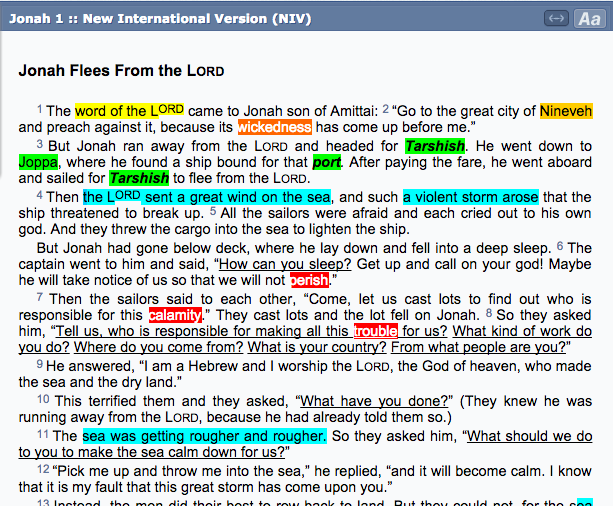 Jonah 1 :: New International Version (NIV)
Aa
Jonah Flees From the LORD
1 The word of the LORD came to Jonah son of Amittai: 2 “Go to the great city of Nineveh
and preach against it, because its wickedness has come up before me.”
3 But Jonah ran away from the LORD and headed for Tarshish. He went down to
Joppa, where he found a ship bound for that port. After paying the fare, he went aboard
and sailed for Tarshish to flee from the LORD.
4 Then the LORD sent a great wind on the sea, and such a violent storm arose that the
ship threatened to break up. 5 All the sailors were afraid and each cried out to his own
god. And they threw the cargo into the sea to lighten the ship.
But Jonah had gone below deck, where he lay down and fell into a deep sleep. 6 The
captain went to him and said, “How can you sleep? Get up and call on your god! Maybe
he will take notice of us so that we will not perish.”
7 Then the sailors said to each other, “Come, let us cast lots to find out who is
responsible for this calamity.” They cast lots and the lot fell on Jonah. 8 So they asked
him, “Tell us, who is responsible for making all this trouble for us? What kind of work do
you do? Where do you come from? What is your country? From what people are you?”
9 He answered, “I am a Hebrew and I worship the LORD, the God of heaven, who made
the sea and the dry land.”
10 This terrified them and they asked, “What have you done?” (They knew he was
running away from the LORD, because he had already told them so.)
11 The sea was getting rougher and rougher. So they asked him, “What should we do
to you to make the sea calm down for us?”
12 “Pick me up and throw me into the sea,” he replied, “and it will become calm. I know
that it is my fault that this great storm has come upon you.”
13 Instead, the men did their best to row back to land. But they could not, for the sea